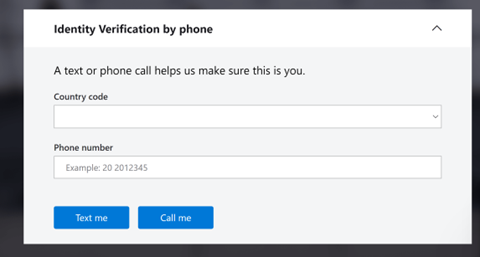 Identity Verification by phone
A text or phone call helps us make sure this is you.
Country code
Phone number
Example: 20 2012345
Text me
Call me